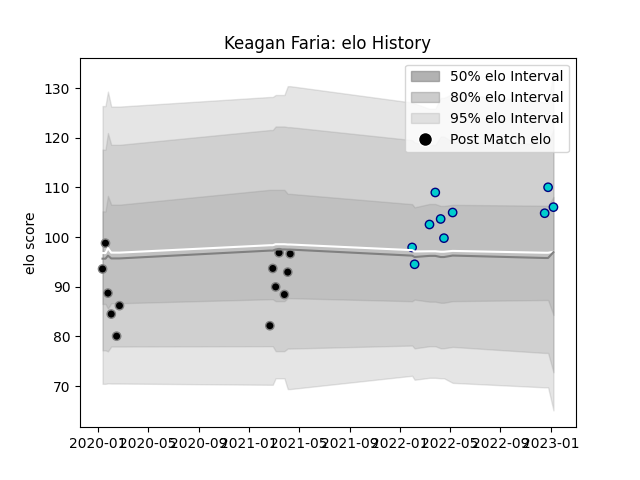 Keagan Faria: elo History
50% elo Interval
80% elo Interval
95% elo Interval
Post Match elo
elo score
130
120
110
100
90
80
70
2020-01 2020-05 2020-09 2021-01 2021-05 2021-09 2022-01 2022-05 2022-09 2023-01